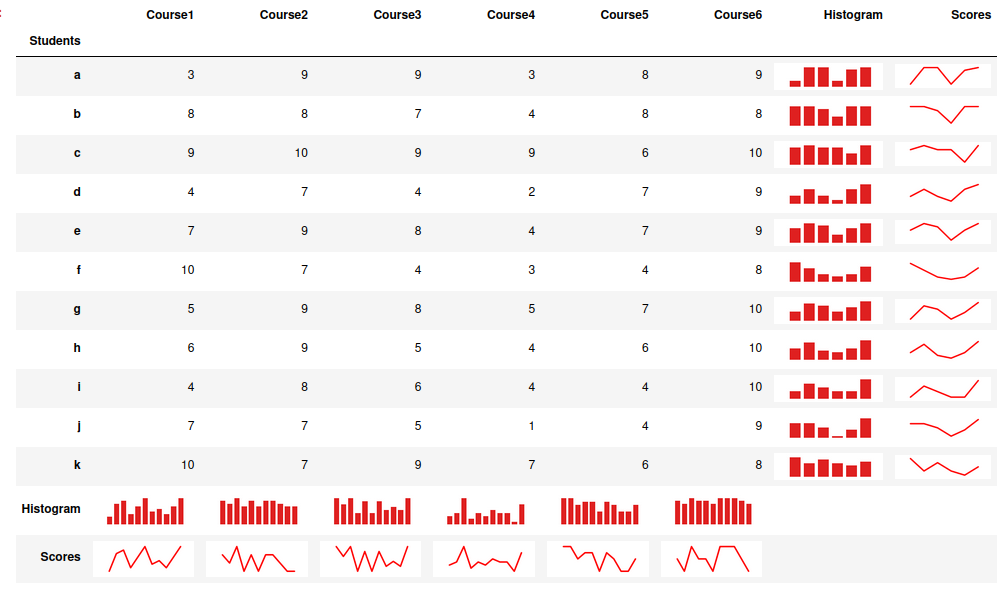 Course1 Course2 Course3 Course4 Course5 Course6 Histogram Scores
Students
a 3 9 9 3 8 9
b 8 8 7 4 8 8
c 9 10 9 9 6 10
d 4 7 4 2 7 9
e 7 9 8 4 7 9
f 10 7 4 3 4 8
g 5 9 8 5 7 10
h 6 9 5 4 6 10
i 4 8 6 4 4 10
j 7 7 5 1 4 9
k 10 7 9 7 6 8
Histogram
Scores